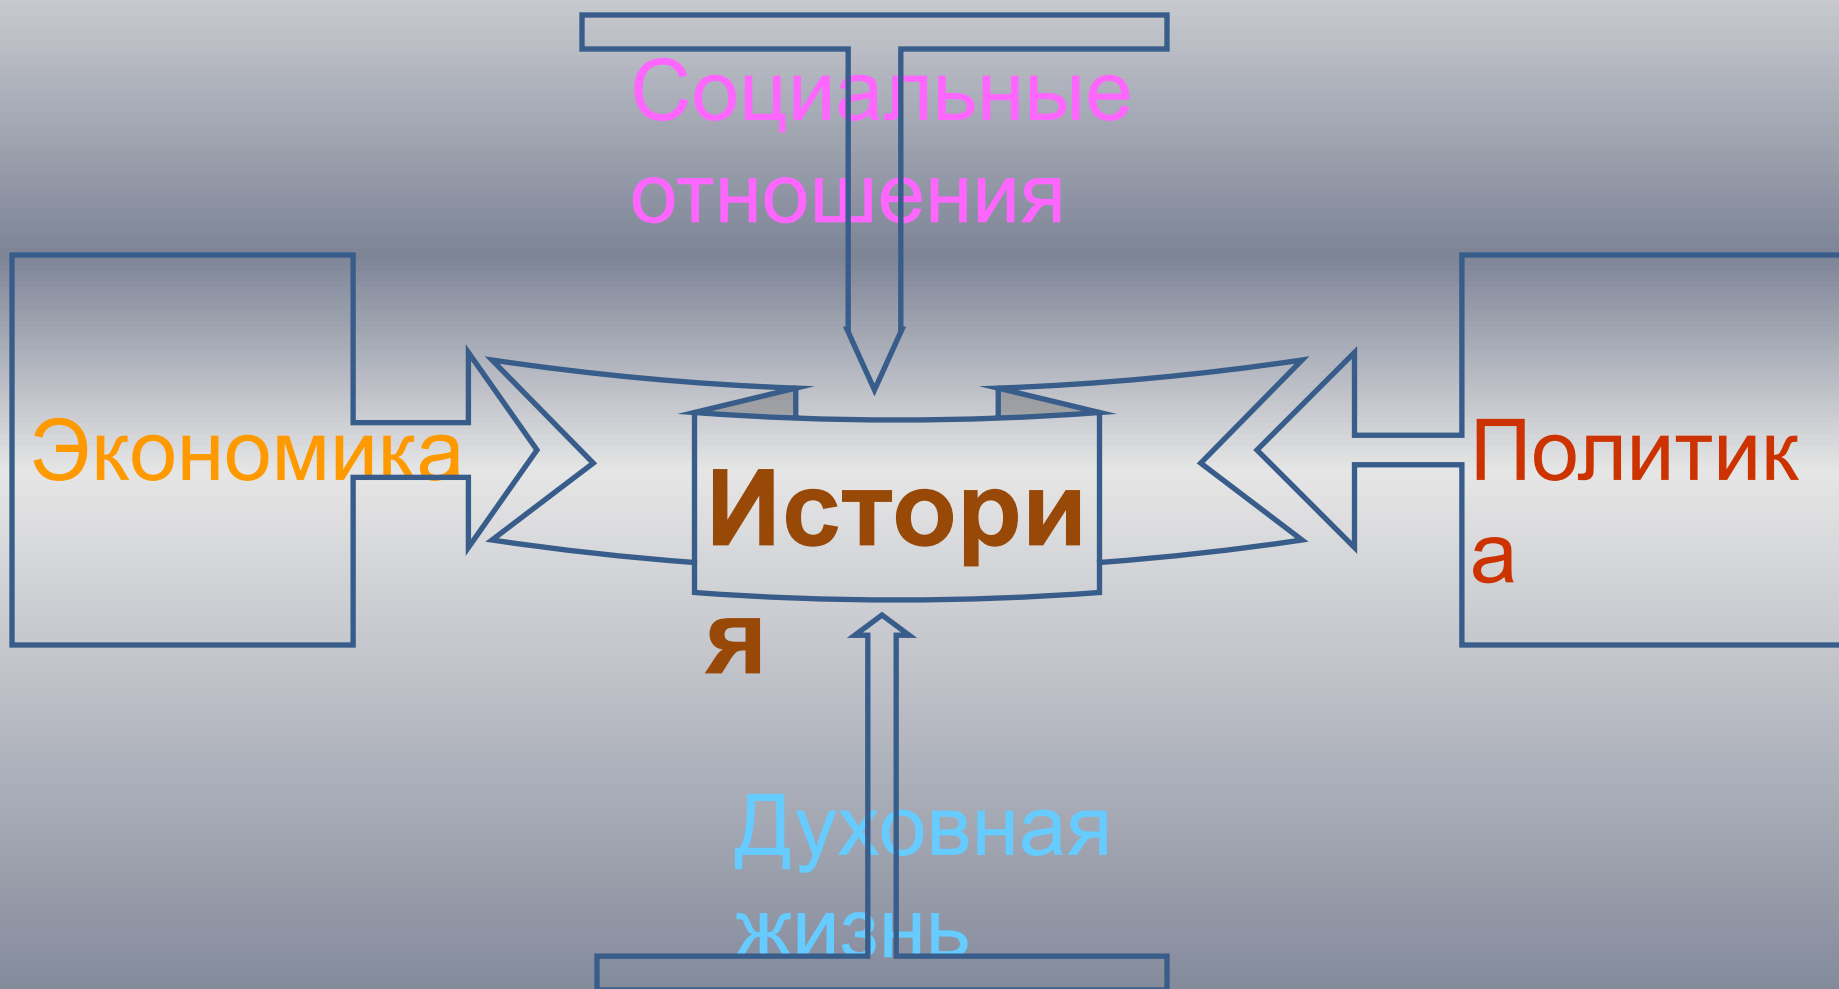 Социальные
отношения
Экономика
Политик
а
Истори
я
Духовная
жизнь